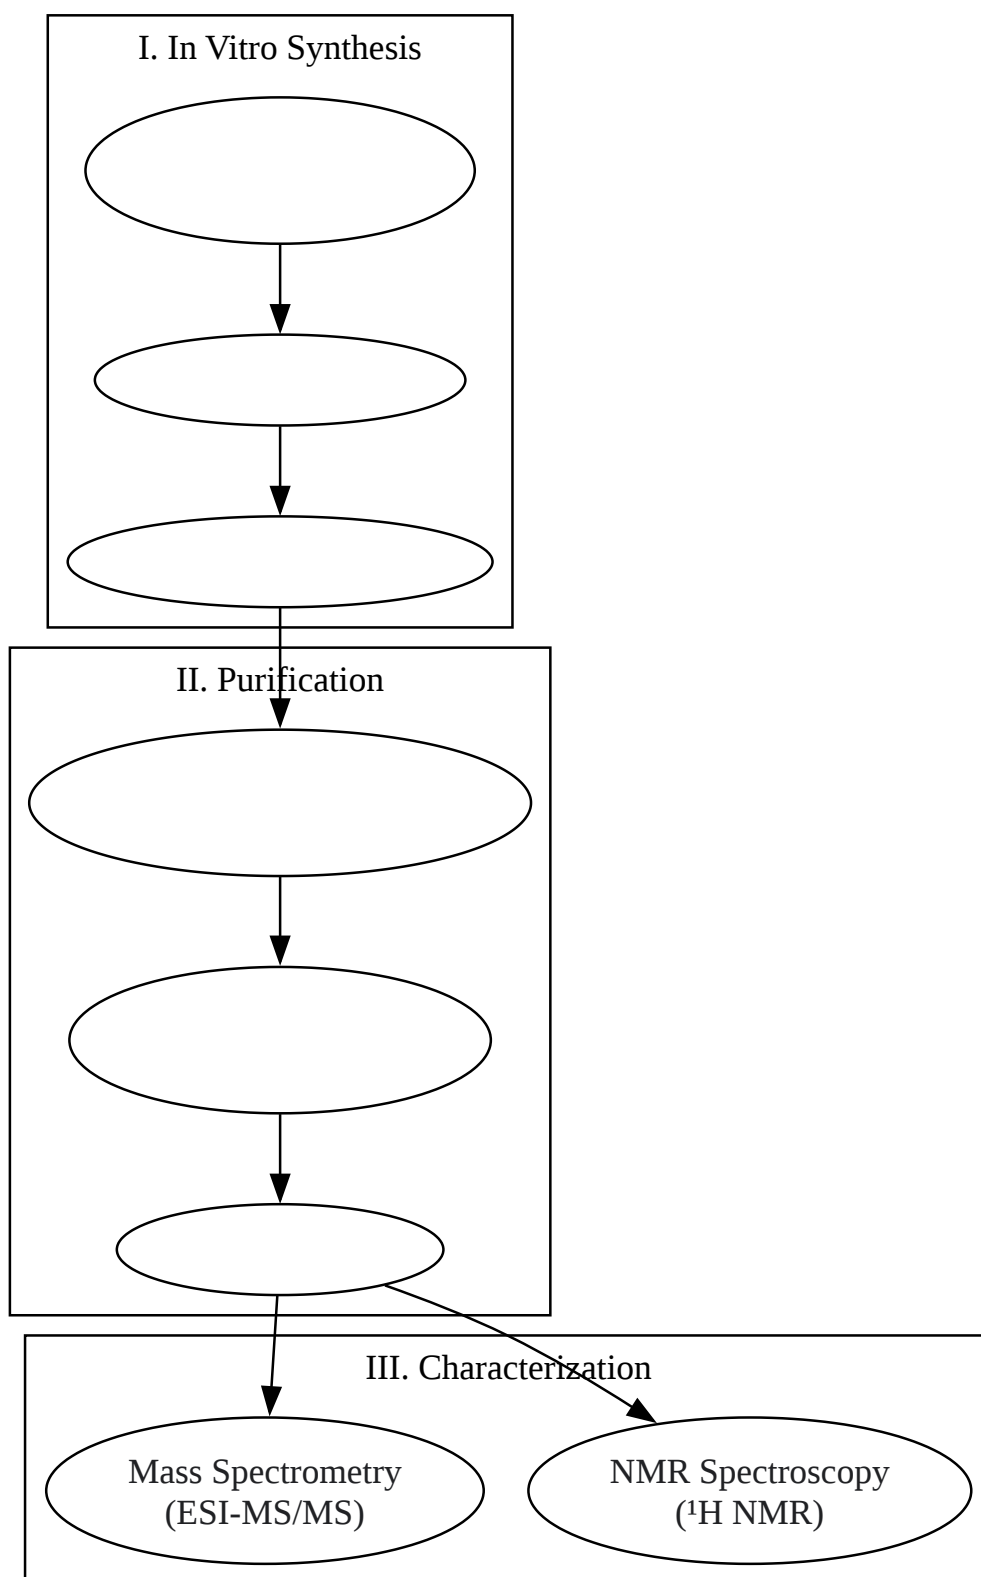 I. In Vitro Synthesis
II. Purification
III. Characterization
Mass Spectrometry
(ESI-MS/MS)
NMR Spectroscopy
(¹H NMR)